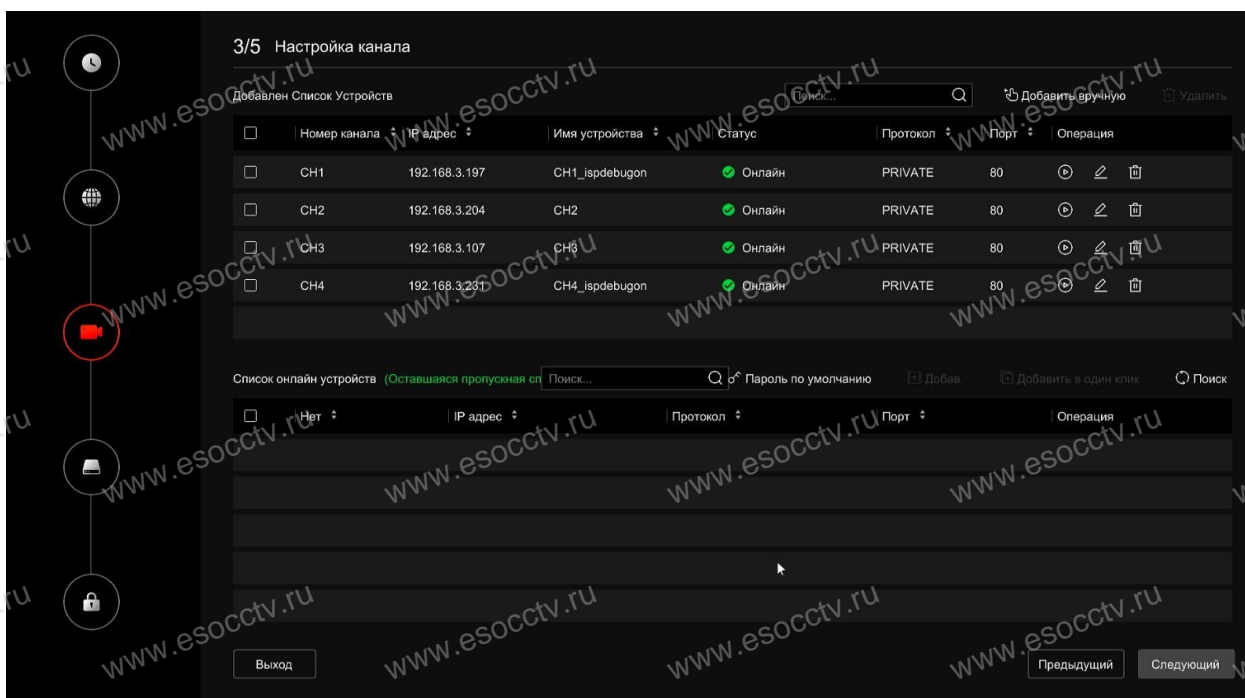 3/5 Настройка канала
Добавлен Список Устройств Поиск... Добавить вручную Удалить
Номер канала IP адрес Имя устройства Статус Протокол Порт Операция
CH1 192.168.3.197 CH1_ispdebugon Онлайн PRIVATE 80
CH2 192.168.3.204 CH2 Онлайн PRIVATE 80
CH3 192.168.3.107 CH3 Онлайн PRIVATE 80
CH4 192.168.3.231 CH4_ispdebugon Онлайн PRIVATE 80
Список онлайн устройств (Оставшаяся пропускная сп Поиск... Пароль по умолчанию Добав. Добавить в один клик Поиск
Нет IP адрес Протокол Порт Операция
Выход Предыдущий Следующий
www.esocctv.ru